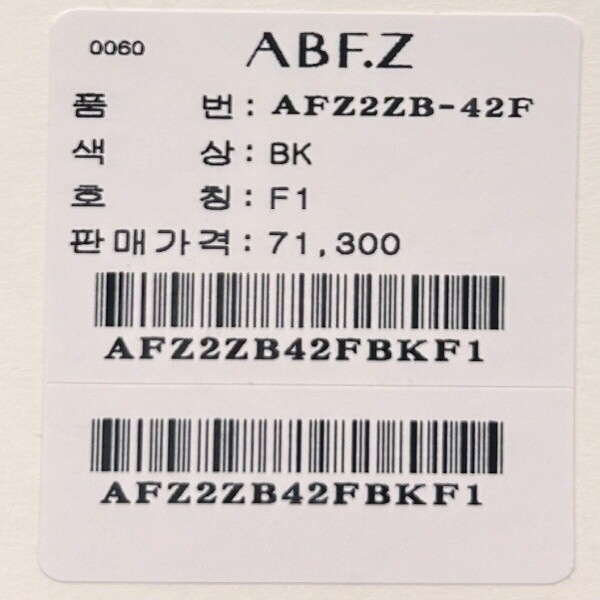 0060 ABF.Z
품 번 : AFZ2ZB-42F
색 상 : BK
호 칭 : F1
판매가격 : 71,300
AFZ2ZB42FBKF1
AFZ2ZB42FBKF1